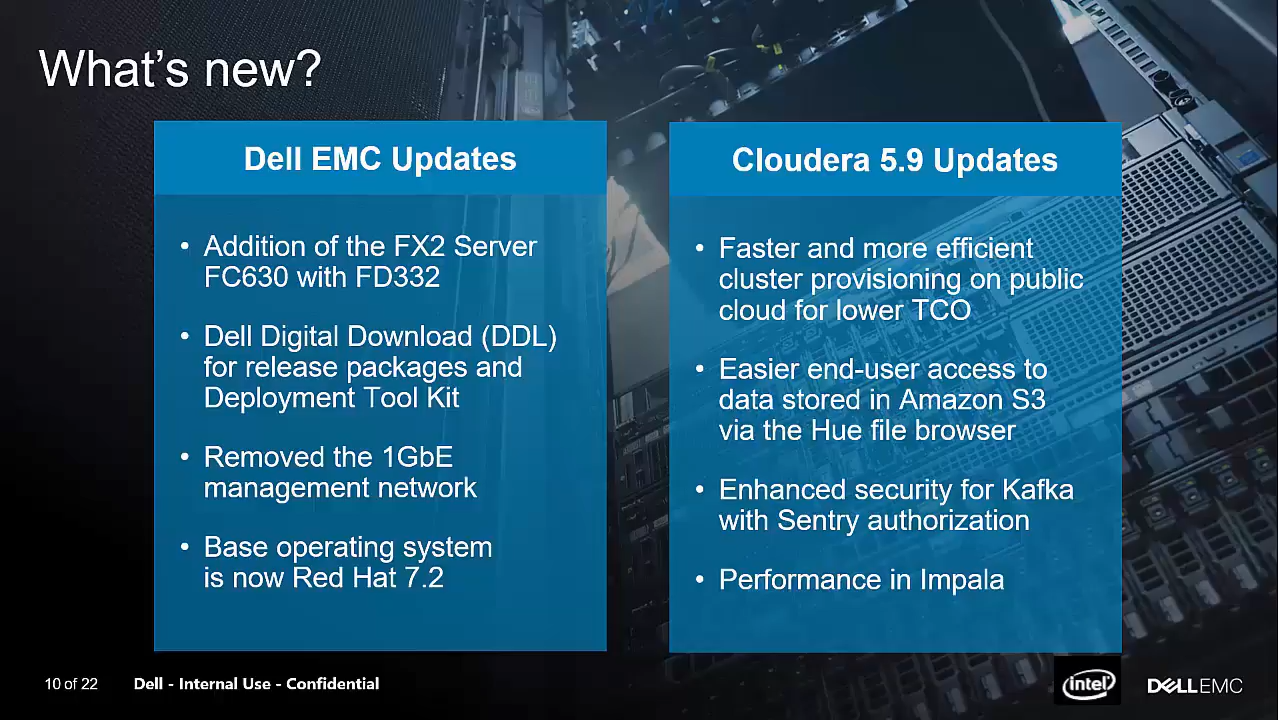 What's new?
Dell EMC Updates
• Addition of the FX2 Server
FC630 with FD332
• Dell Digital Download (DDL)
for release packages and
Deployment Tool Kit
• Removed the 1GbE
management network
• Base operating system
is now Red Hat 7.2
Cloudera 5.9 Updates
• Faster and more efficient
cluster provisioning on public
cloud for lower TCO
• Easier end-user access to
data stored in Amazon S3
via the Hue file browser
• Enhanced security for Kafka
with Sentry authorization
• Performance in Impala
10 of 22 Dell - Internal Use - Confidential
intel
DELLEMC